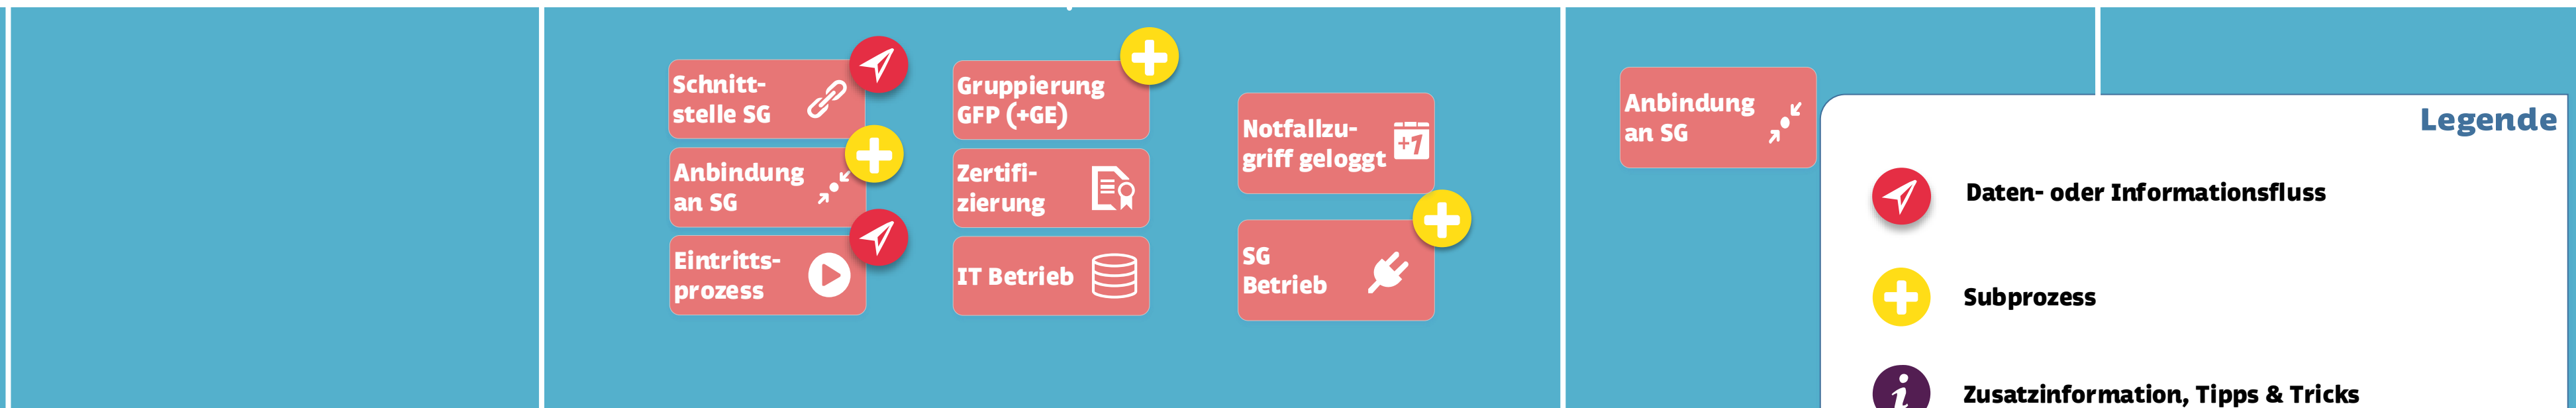 Schnitt-
stelle SG
Anbindung
an SG
Eintritts-
prozess
Gruppierung
GFP (+GE)
Zertifi-
zierung
IT Betrieb
Notfallzu-
griff geloggt
+1
SG
Betrieb
Anbindung
an SG
Legende
Daten- oder Informationsfluss
Subprozess
i
Zusatzinformation, Tipps & Tricks